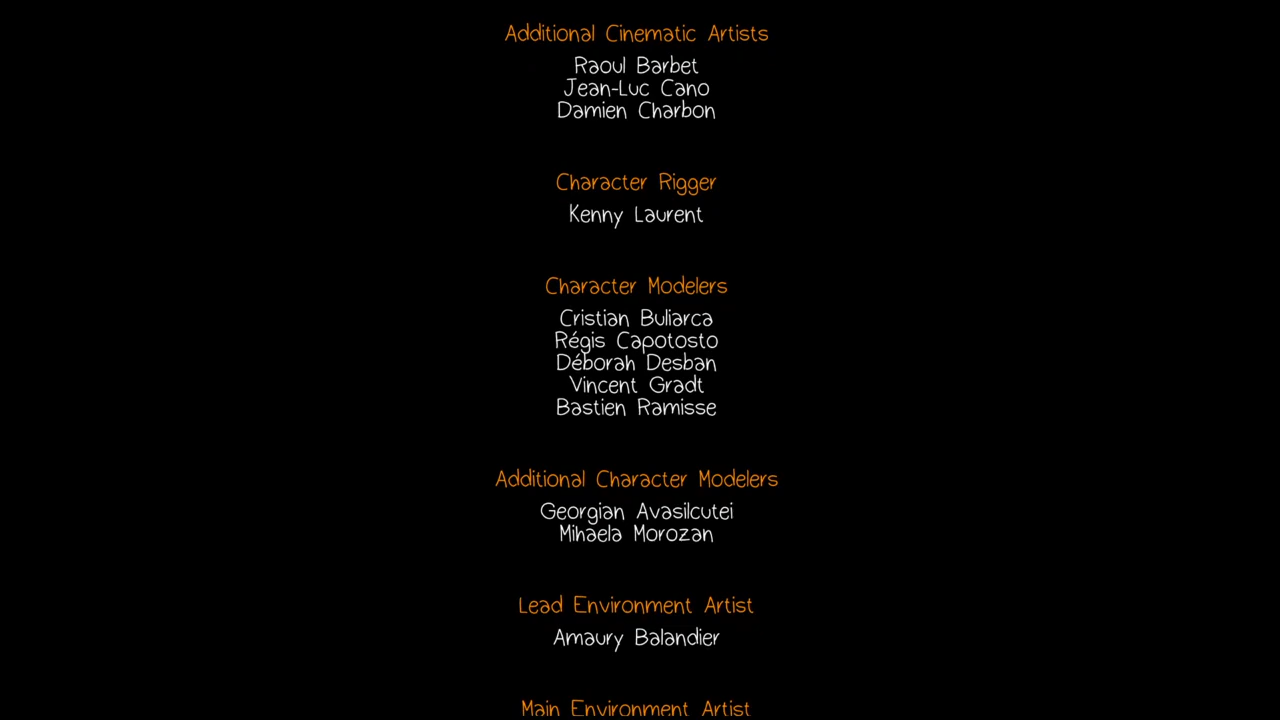 Additional Cinematic Artists
Raoul Barbet
Jean-Luc Cano
Damien Charbon
Character Rigger
Kenny Laurent
Character Modelers
Cristian Buliarca
Régis Capotosto
Déborah Desban
Vincent Gradt
Bastien Ramisse
Additional Character Modelers
Georgian Avasilcutei
Mihaela Morozan
Lead Environment Artist
Amaury Balandier
Main Environment Artist